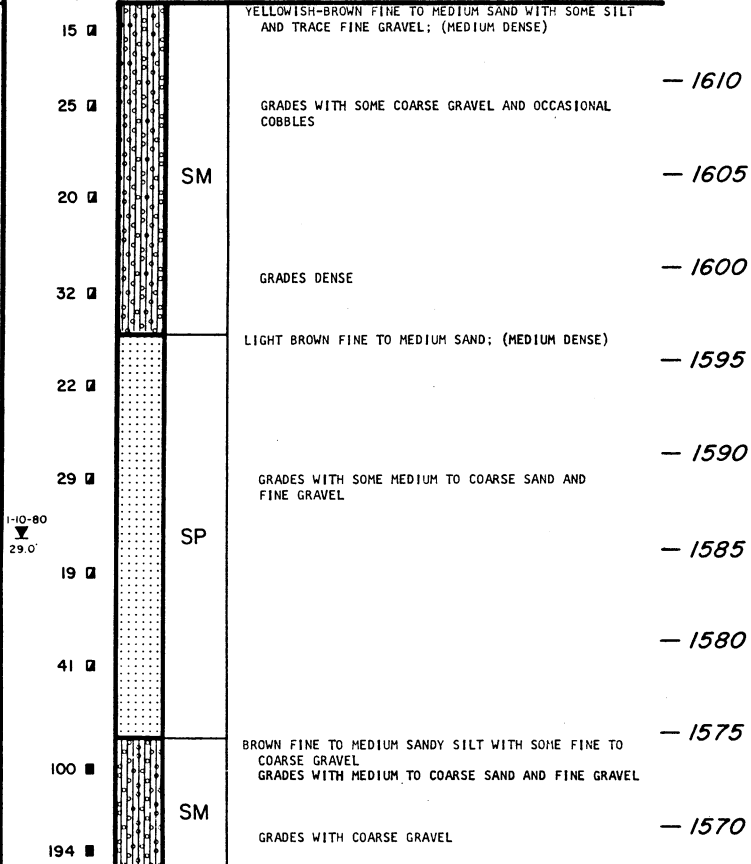 YELLOWISH-BROWN FINE TO MEDIUM SAND WITH SOME SILT
15
AND TRACE FINE GRAVEL; (MEDIUM DENSE)
— 1610
25
GRADES WITH SOME COARSE GRAVEL AND OCCASIONAL
COBBLES
SM
— 1605
20
— 1600
GRADES DENSE
32
LIGHT BROWN FINE TO MEDIUM SAND; (MEDIUM DENSE)
— 1595
22
— 1590
29
GRADES WITH SOME MEDIUM TO COARSE SAND AND
FINE GRAVEL
1-10-80
29.0'
SP
— 1585
19
— 1580
41
— 1575
BROWN FINE TO MEDIUM SANDY SILT WITH SOME FINE TO
COARSE GRAVEL
100
GRADES WITH MEDIUM TO COARSE SAND AND FINE GRAVEL
SM
— 1570
GRADES WITH COARSE GRAVEL
194